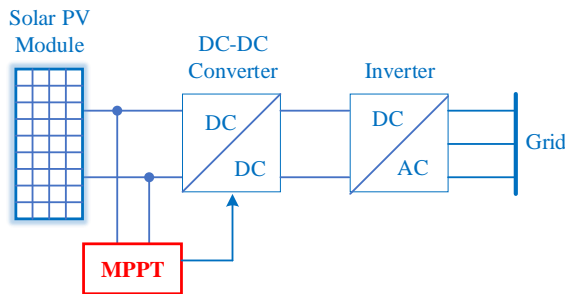 Solar PV
Module
DC-DC
Converter
Inverter
DC
DC
DC
AC
Grid
MPPT